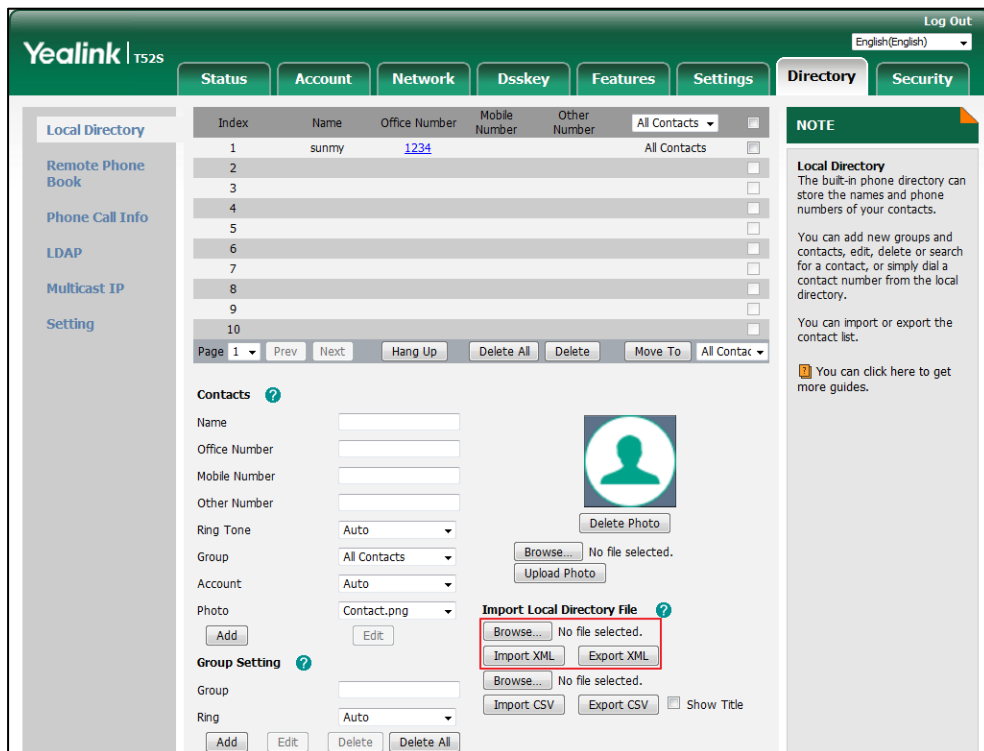 Log Out
Yealink T52S
English(English)
Status Account Network Dsskey Features Settings Directory Security
Local Directory
Remote Phone
Book
Phone Call Info
LDAP
Multicast IP
Setting
Index Name Office Number Mobile Number Other Number All Contacts
1 sunmy 1234 All Contacts
2
3
4
5
6
7
8
9
10
Page 1 Prev Next Hang Up Delete All Delete Move To All Contac
Contacts ?
Name
Office Number
Mobile Number
Other Number
Ring Tone Auto
Group All Contacts
Account Auto
Photo Contact.png
Add Edit
Delete Photo
Browse... No file selected.
Upload Photo
Import Local Directory File ?
Browse... No file selected.
Import XML Export XML
Browse... No file selected.
Import CSV Export CSV Show Title
Group Setting ?
Group
Ring Auto
Add Edit Delete Delete All
NOTE
Local Directory
The built-in phone directory can
store the names and phone
numbers of your contacts.
You can add new groups and
contacts, edit, delete or search
for a contact, or simply dial a
contact number from the local
directory.
You can import or export the
contact list.
? You can click here to get
more guides.